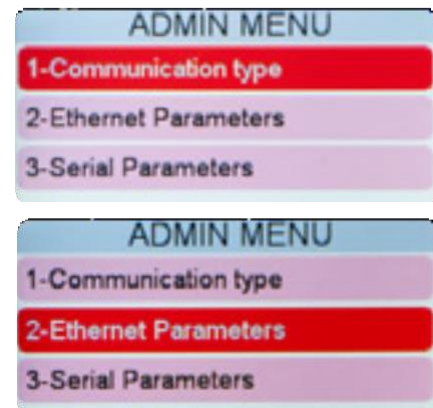 ADMIN MENU
1-Communication type
2-Ethernet Parameters
3-Serial Parameters
ADMIN MENU
1-Communication type
2-Ethernet Parameters
3-Serial Parameters